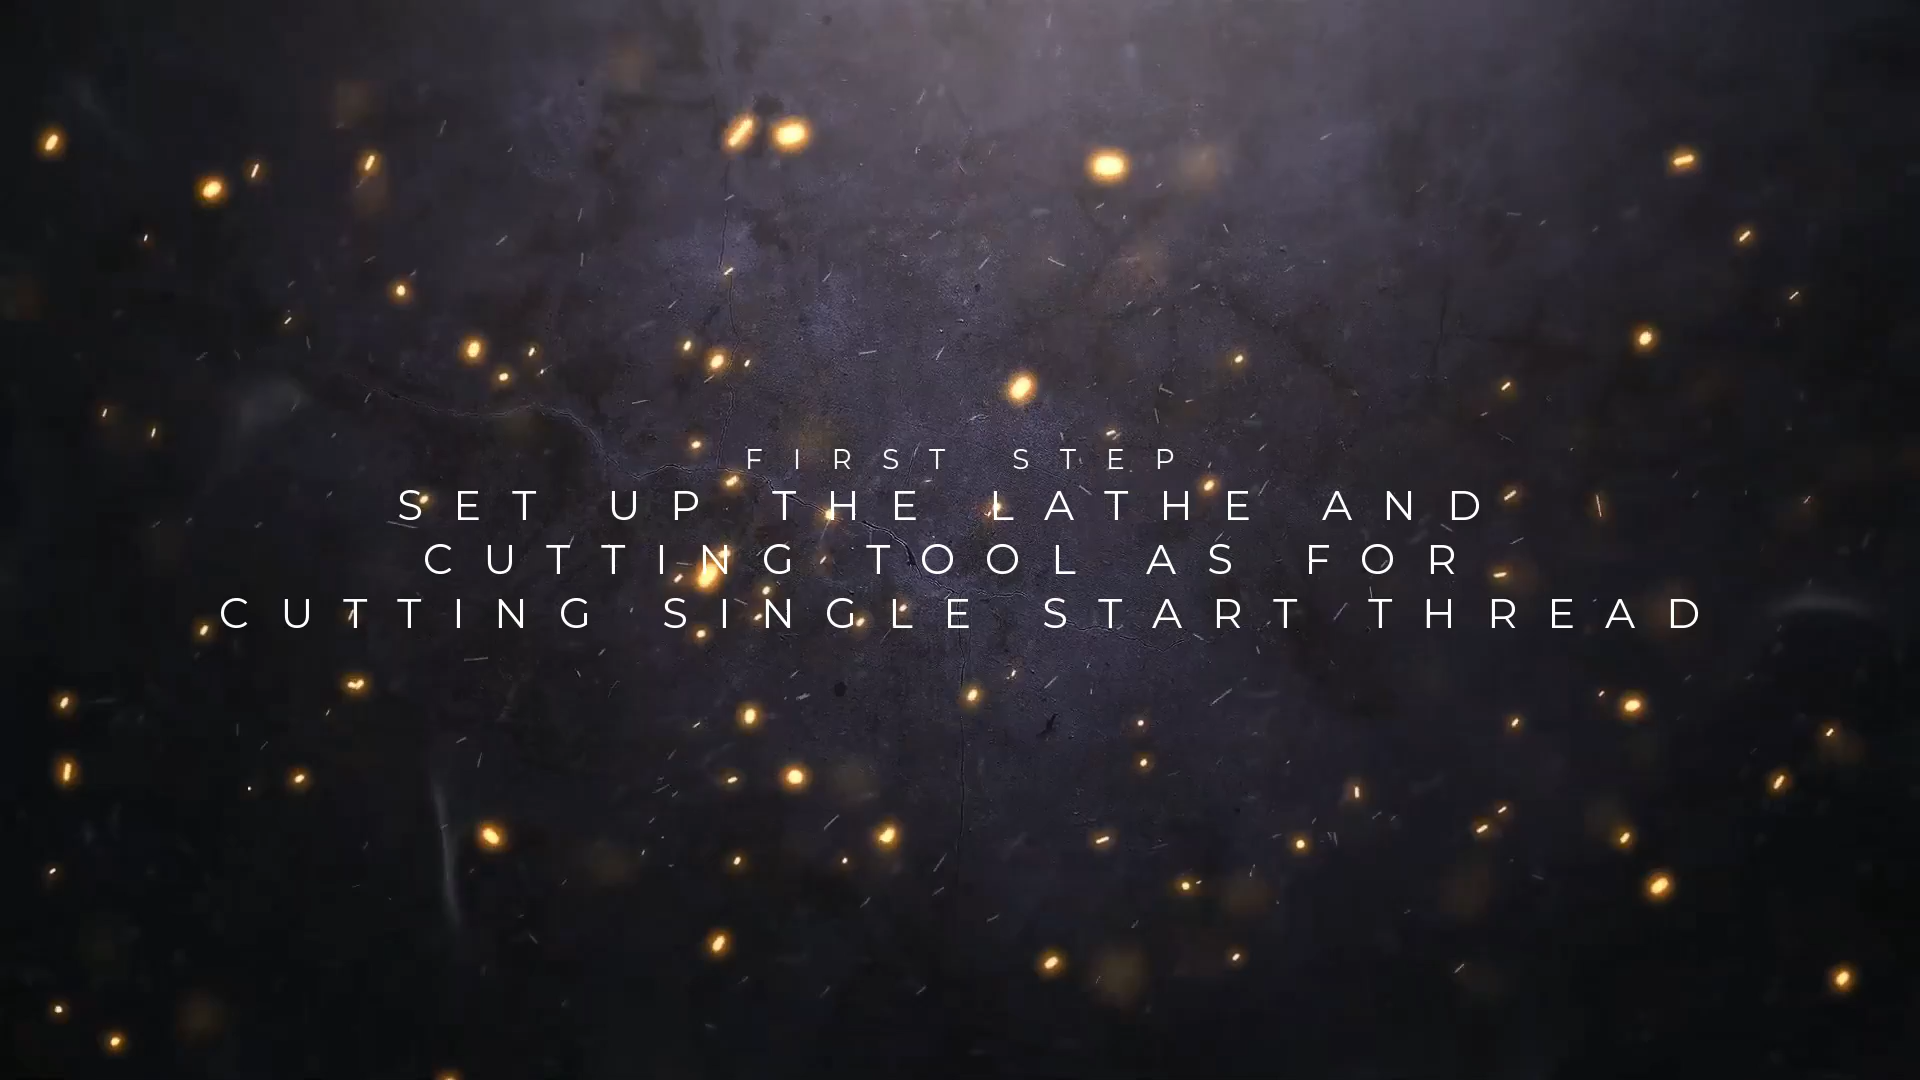 FIRST STEP
SET UP THE LATHE AND
CUTTING TOOL AS FOR
CUTTING SINGLE START THREAD